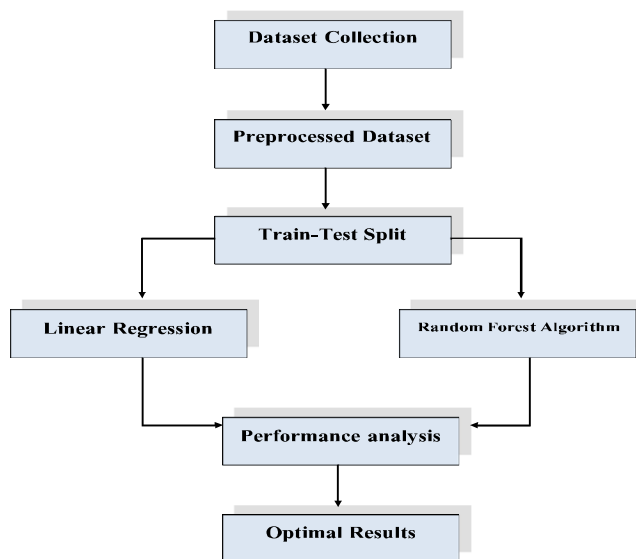 Dataset Collection
Preprocessed Dataset
Train-Test Split
Linear Regression
Random Forest Algorithm
Performance analysis
Optimal Results